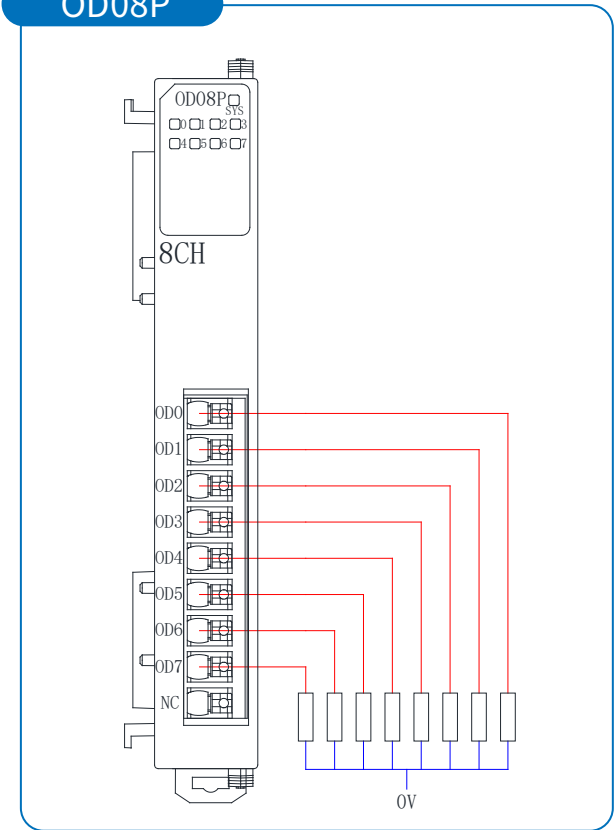 OD08P
OD08P
SYS
0 1 2 3
4 5 6 7
8CH
OD0
OD1
OD2
OD3
OD4
OD5
OD6
OD7
NC
0V